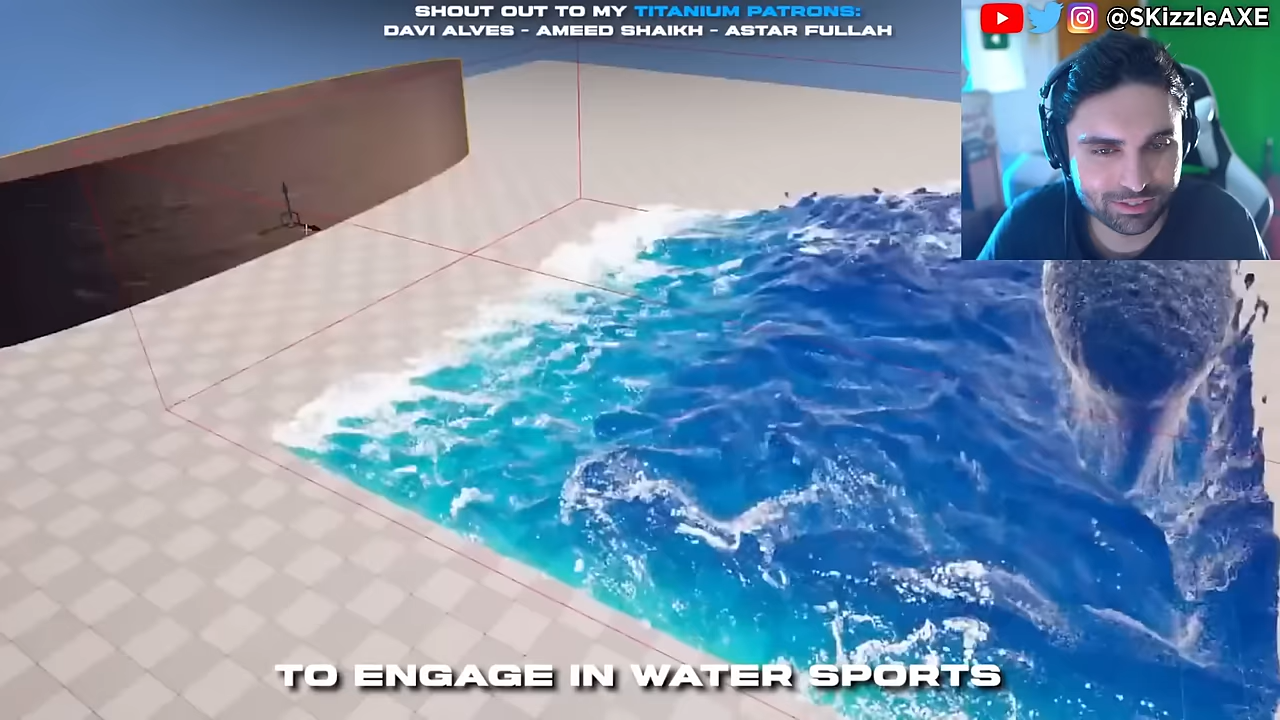 SHOUT OUT TO MY TITANIUM PATRONS:
DAVI ALVES - AMEED SHAIKH - ASTAR FULLAH
@SKizzleAXE
TO ENGAGE IN WATER SPORTS